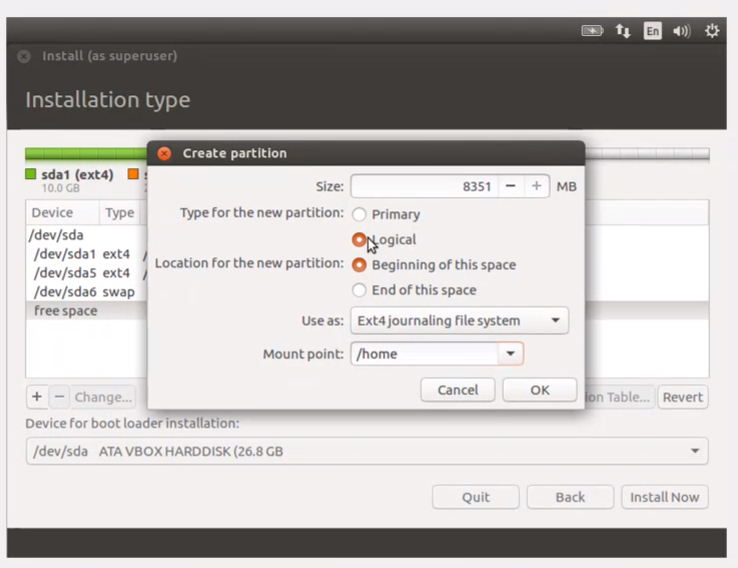 En
Install (as superuser)
Installation type
Create partition
sda1 (ext4)
10.0 GB
Size: 8351 − + MB
Type for the new partition: Primary
Logical
Location for the new partition: Beginning of this space
End of this space
Use as: Ext4 journaling file system
Mount point: /home
Cancel OK
Device Type
/dev/sda
/dev/sda1 ext4 /
/dev/sda5 ext4 /
/dev/sda6 swap
free space
+ − Change... ion Table... Revert
Device for boot loader installation:
/dev/sda ATA VBOX HARDDISK (26.8 GB
Quit Back Install Now